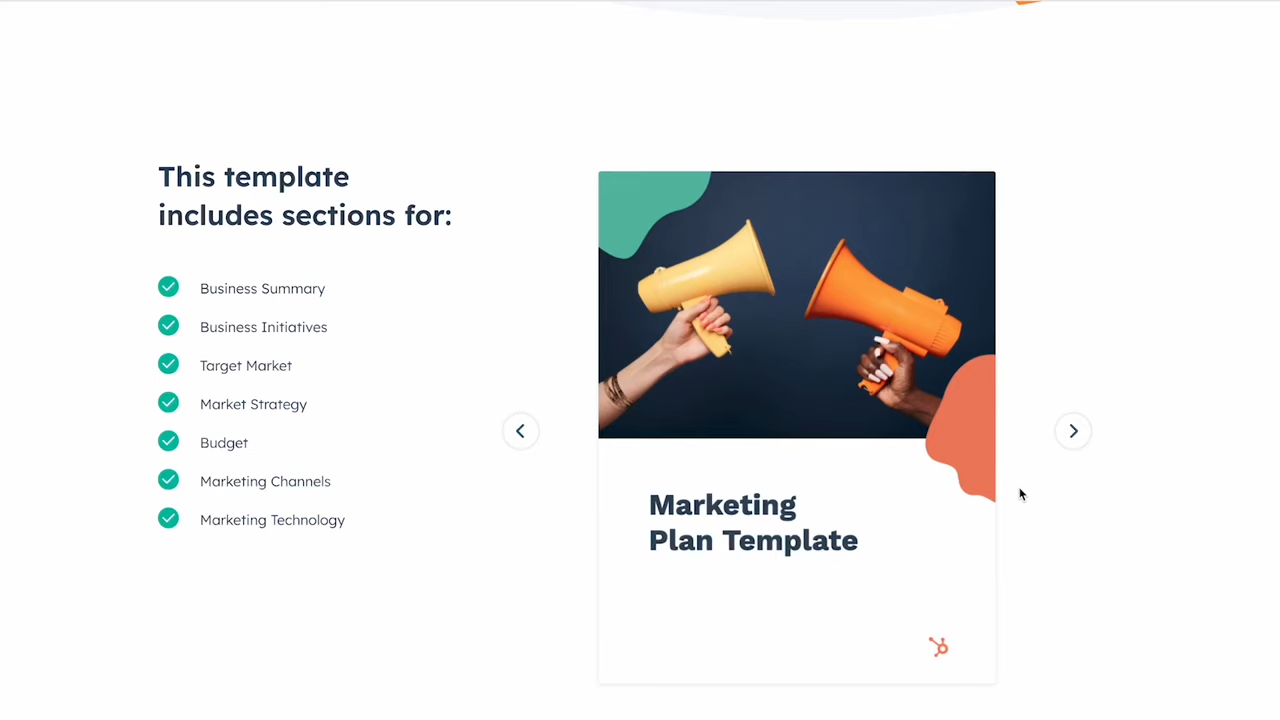 This template
includes sections for:
Business Summary
Business Initiatives
Target Market
Market Strategy
Budget
Marketing Channels
Marketing Technology
Marketing
Plan Template